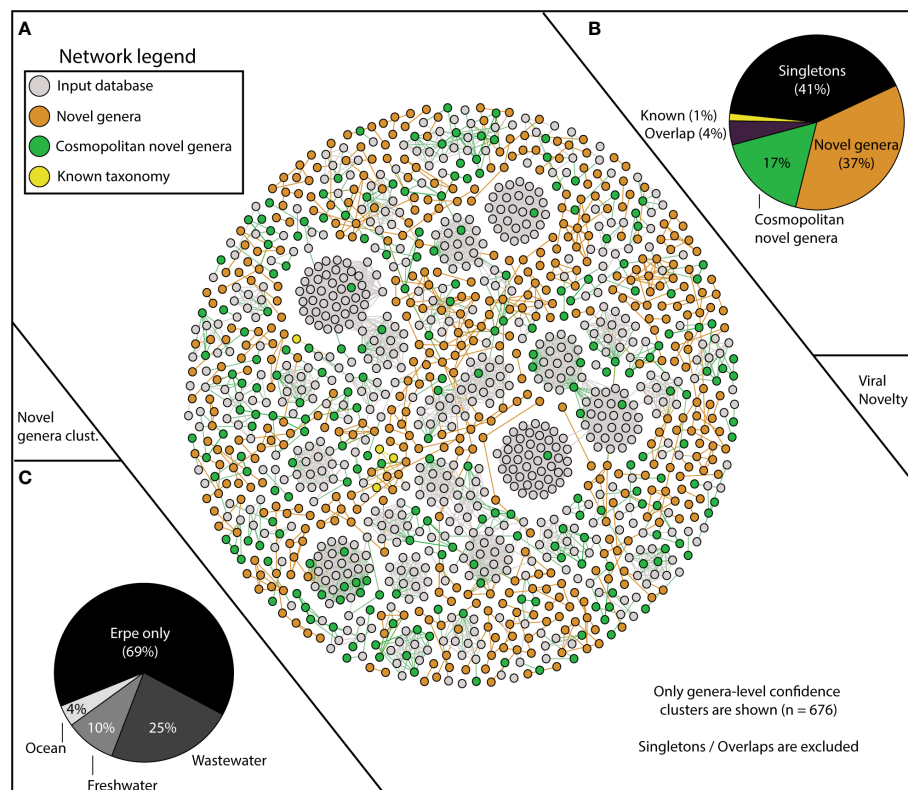 A
Network legend
Input database
Novel genera
Cosmopolitan novel genera
Known taxonomy
B
Singletons
(41%)
Known (1%)
Overlap (4%)
Novel genera
(37%)
17%
Cosmopolitan
novel genera
Viral
Novelty
Novel
genera clust.
C
Erpe only
(69%)
4%
10%
25%
Ocean
Freshwater
Wastewater
Only genera-level confidence
clusters are shown (n = 676)
Singletons / Overlaps are excluded